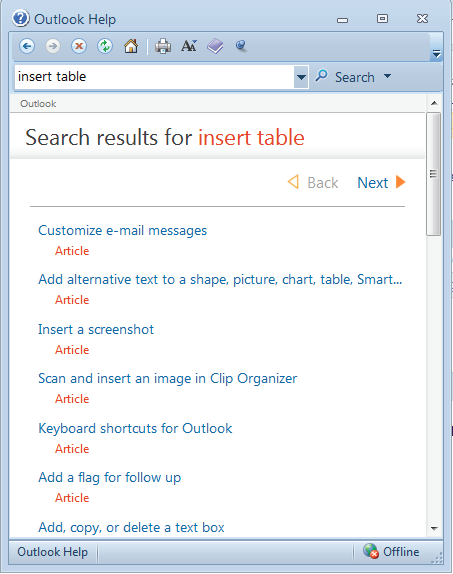 Outlook Help
insert table
Search
Outlook
Search results for insert table
Back Next
Customize e-mail messages
Article
Add alternative text to a shape, picture, chart, table, Smart...
Article
Insert a screenshot
Article
Scan and insert an image in Clip Organizer
Article
Keyboard shortcuts for Outlook
Article
Add a flag for follow up
Article
Add, copy, or delete a text box
Outlook Help Offline